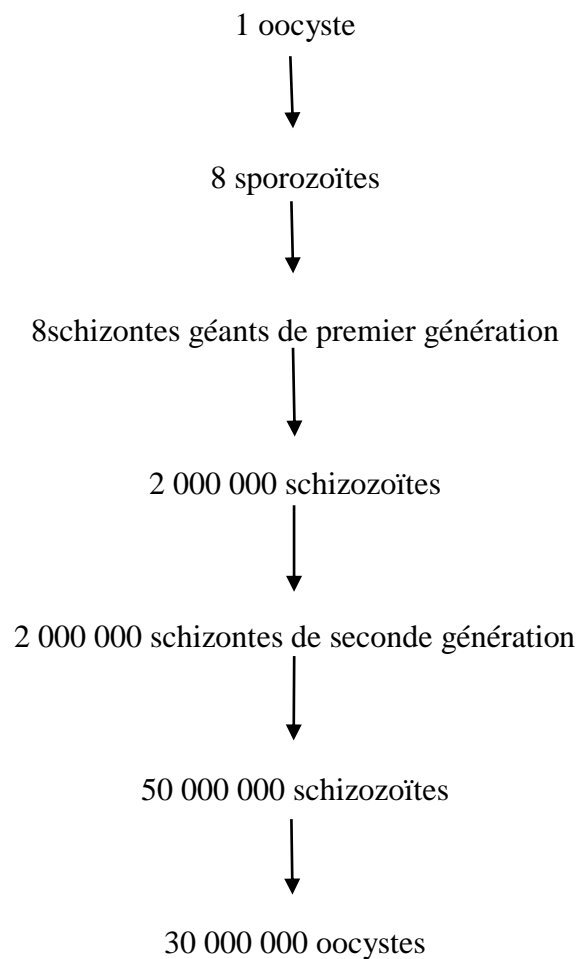 1 oocyste
8 sporozoïtes
8schizontes géants de premier génération
2 000 000 schizozoïtes
2 000 000 schizontes de seconde génération
50 000 000 schizozoïtes
30 000 000 oocystes